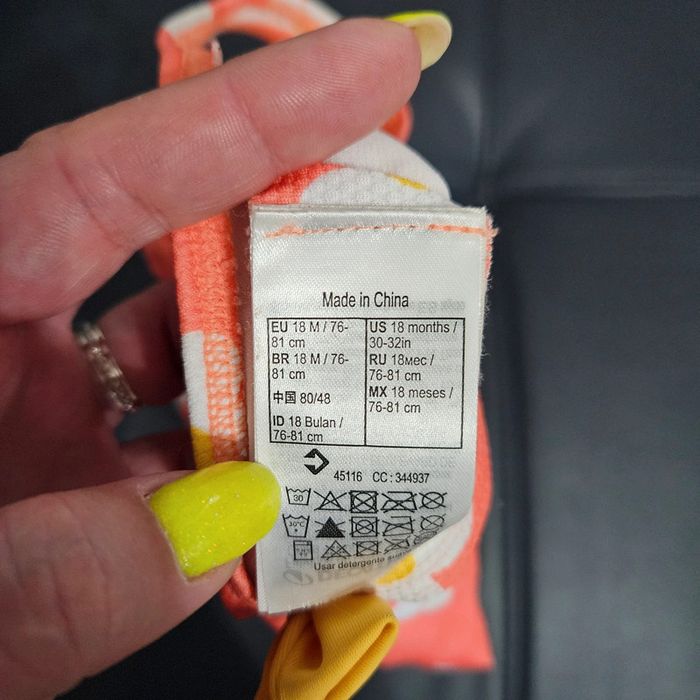 Made in China
EU 18 M / 76-
81 cm
BR 18 M / 76-
81 cm
中国 80/48
ID 18 Bulan /
76-81 cm
US 18 months /
30-32in
RU 18мес /
76-81 cm
MX 18 meses /
76-81 cm
45116 CC : 344937
30
30°C
Usar detergente